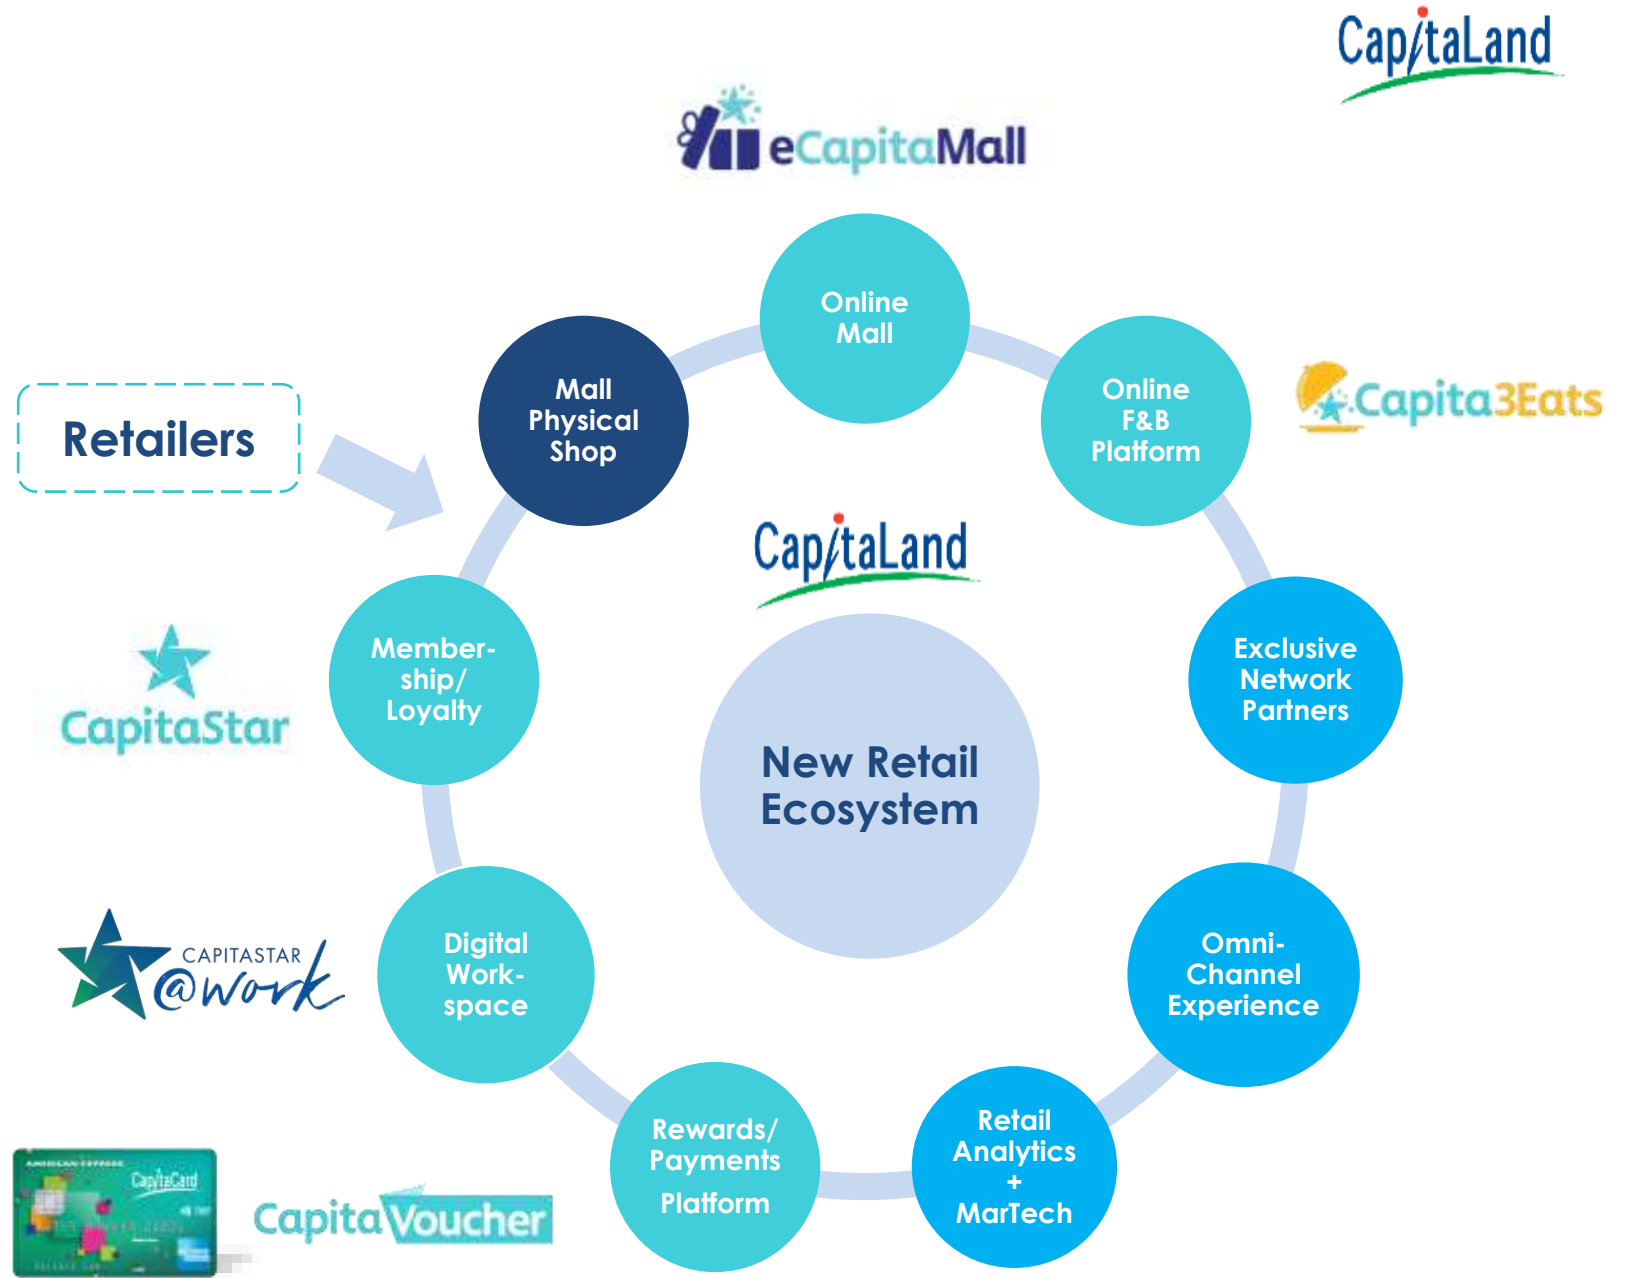 CapitaLand
eCapitaMall
Online
Mall
Mall
Physical
Shop
Online
F&B
Platform
Capita3Eats
Retailers
CapitaLand
Member-
ship/
Loyalty
CapitaStar
Exclusive
Network
Partners
New Retail
Ecosystem
Digital
Work-
space
CAPITASTAR
@work
Omni-
Channel
Experience
Rewards/
Payments
Platform
Retail
Analytics
+
MarTech
AMERICAN EXPRESS
CapitaCard
CapitaVoucher